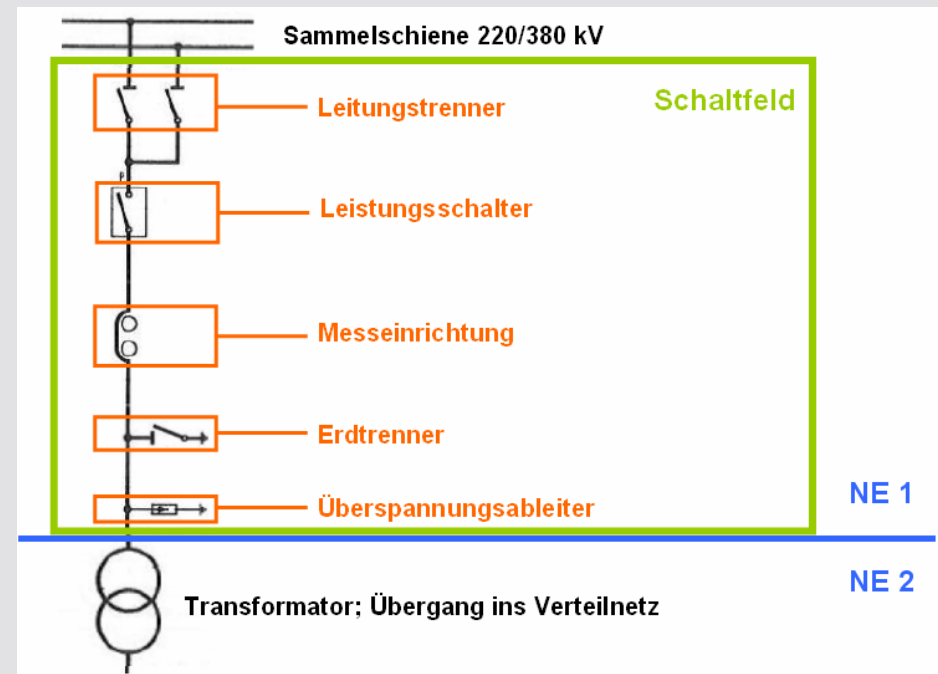 Sammelschiene 220/380 kV
Schaltfeld
Leitungstrenner
Leistungsschalter
Messeinrichtung
Erdtrenner
Überspannungsableiter
NE 1
NE 2
Transformator; Übergang ins Verteilnetz